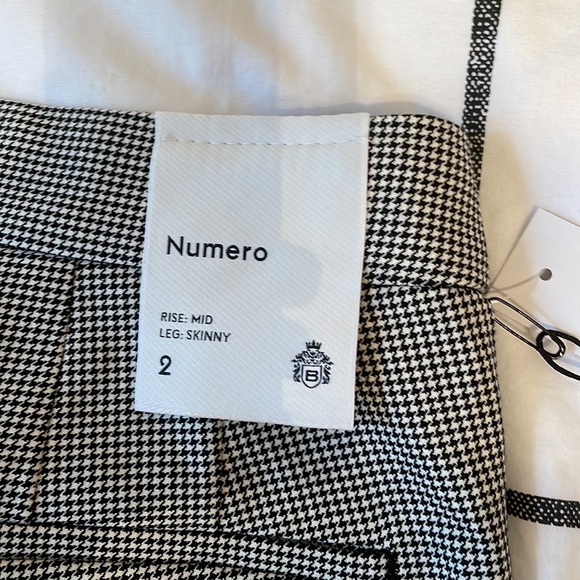 Numero
RISE: MID
LEG: SKINNY
2
B